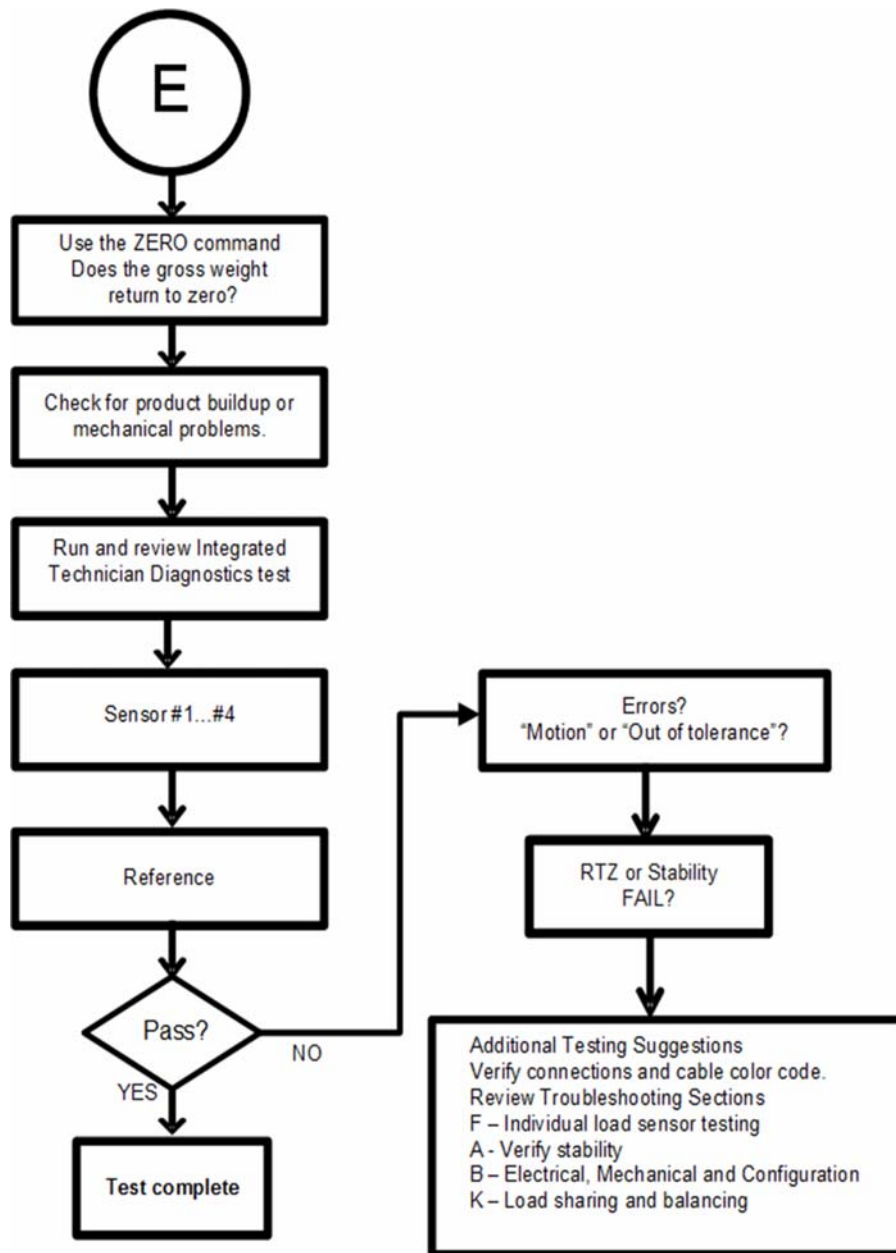 E
Use the ZERO command
Does the gross weight
return to zero?
Check for product buildup or
mechanical problems.
Run and review Integrated
Technician Diagnostics test
Sensor #1...#4
Reference
Pass?
NO
YES
Test complete
Errors?
“Motion” or “Out of tolerance”?
RTZ or Stability
FAIL?
Additional Testing Suggestions
Verify connections and cable color code.
Review Troubleshooting Sections
F – Individual load sensor testing
A - Verify stability
B – Electrical, Mechanical and Configuration
K – Load sharing and balancing